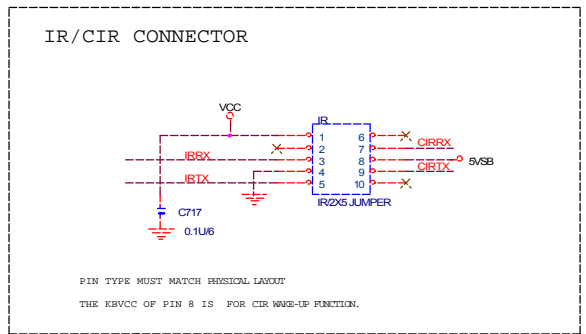 IR/CIR CONNECTOR
VCC
IR
1 6
2 7 CIRRX
IRRX 3 8 5VSB
4 9 CIRTX
IRTX 5 10
IR/2X5 JUMPER
C717
0.1U/6
PIN TYPE MUST MATCH PHYSICAL LAYOUT
THE KBVCC OF PIN 8 IS FOR CIR WAKE-UP FUNCTION.